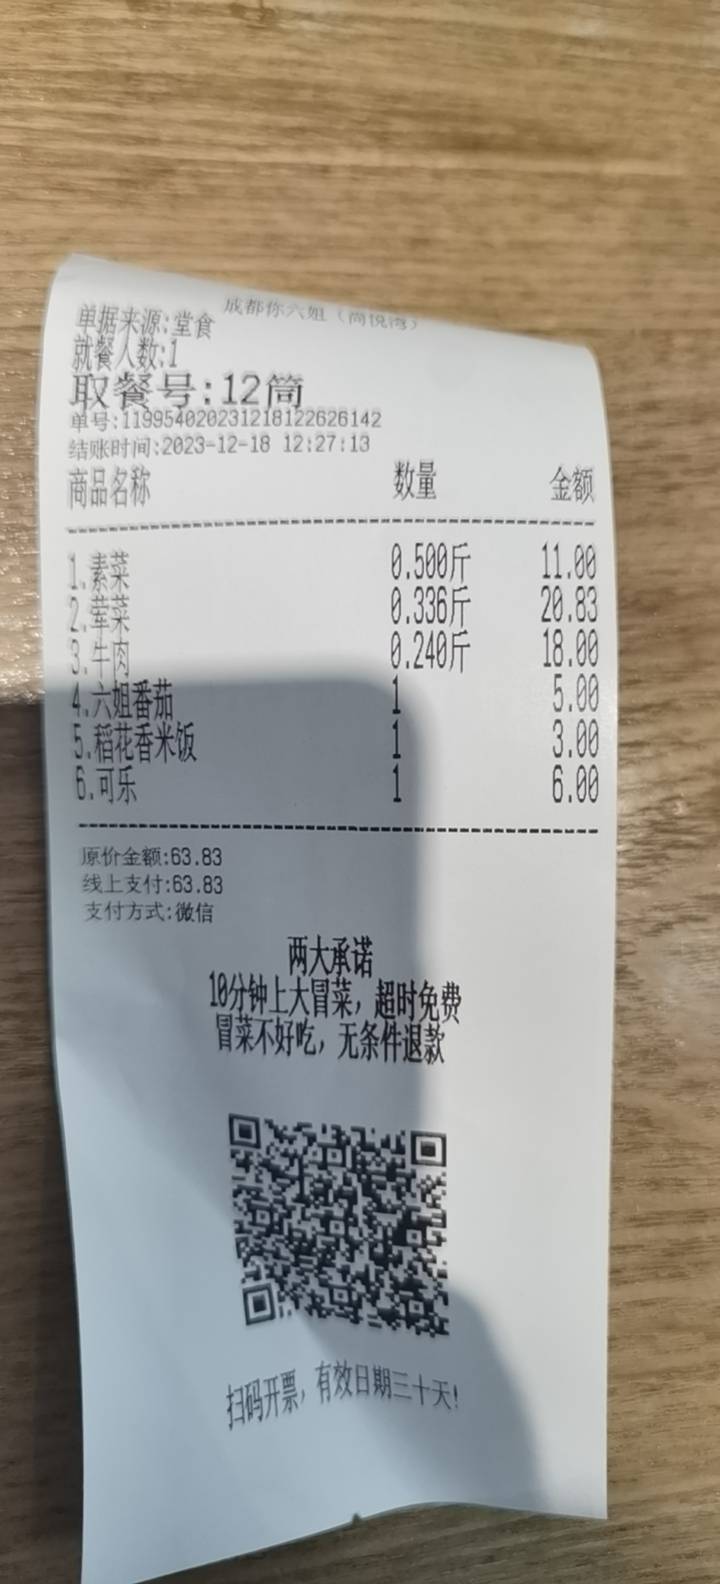 成都你六姐（尚悦湾）
单据来源:堂食
就餐人数:1
取餐号:12筒
单号:119954020231218122626142
结账时间:2023-12-18 12:27:13
商品名称 数量 金额
1.素菜 0.500斤 11.00
2.荤菜 0.336斤 20.83
3.牛肉 0.240斤 18.00
4.六姐番茄 1 5.00
5.稻花香米饭 1 3.00
6.可乐 1 6.00
原价金额:63.83
线上支付:63.83
支付方式:微信
两大承诺
10分钟上大冒菜，超时免费
冒菜不好吃，无条件退款
扫码开票，有效日期三十天!